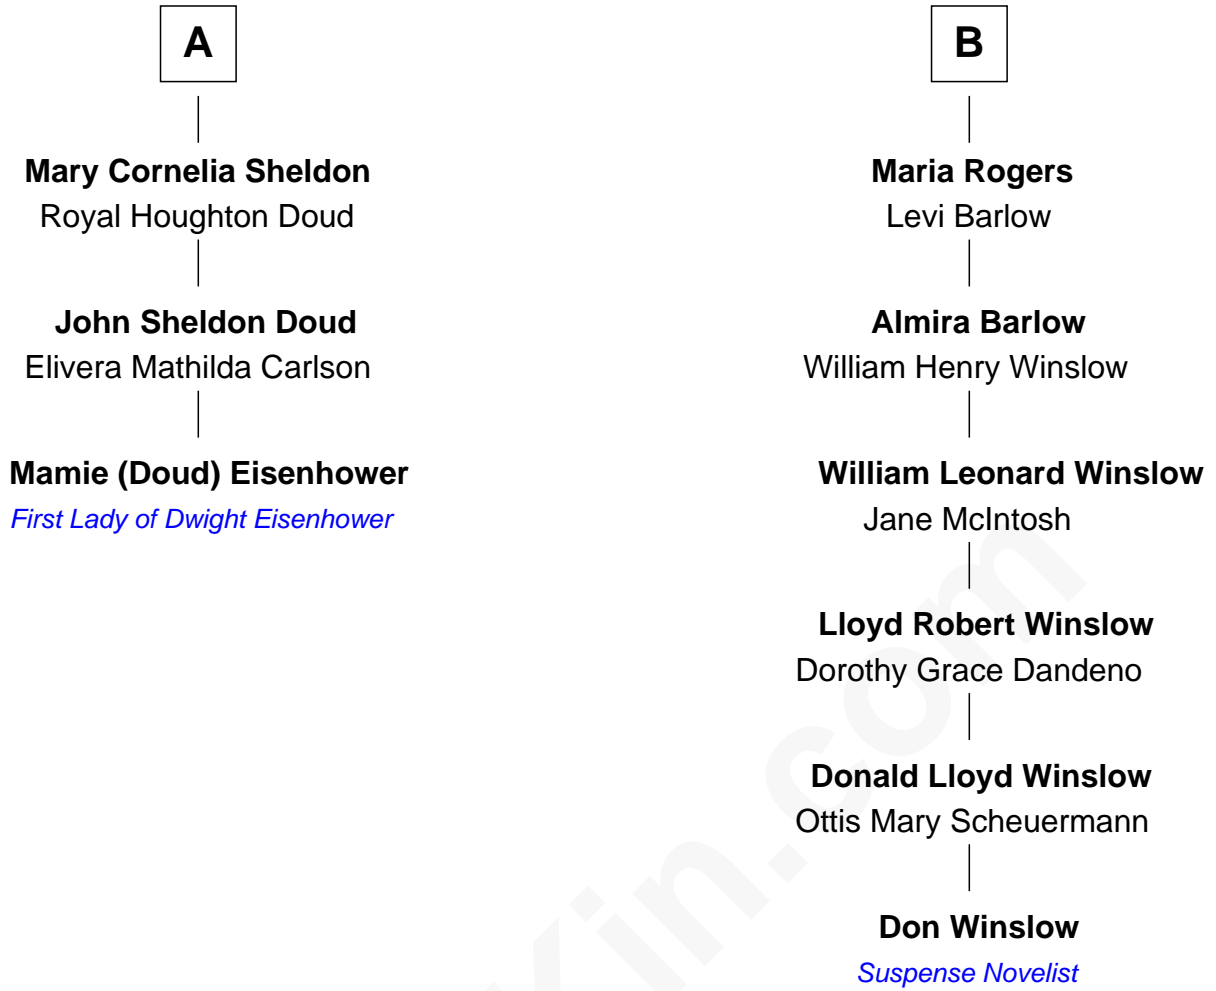 A
Mary Cornelia Sheldon
Royal Houghton Doud
John Sheldon Doud
Elivera Mathilda Carlson
Mamie (Doud) Eisenhower
First Lady of Dwight Eisenhower
B
Maria Rogers
Levi Barlow
Almira Barlow
William Henry Winslow
William Leonard Winslow
Jane McIntosh
Lloyd Robert Winslow
Dorothy Grace Dandeno
Donald Lloyd Winslow
Ottis Mary Scheuermann
Don Winslow
Suspense Novelist
Kin.com